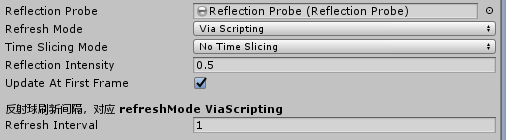 Reflection Probe Reflection Probe (Reflection Probe)
Refresh Mode Via Scripting
Time Slicing Mode No Time Slicing
Reflection Intensity 0.5
Update At First Frame
反射球刷新间隔，对应 refreshMode ViaScripting
Refresh Interval 1